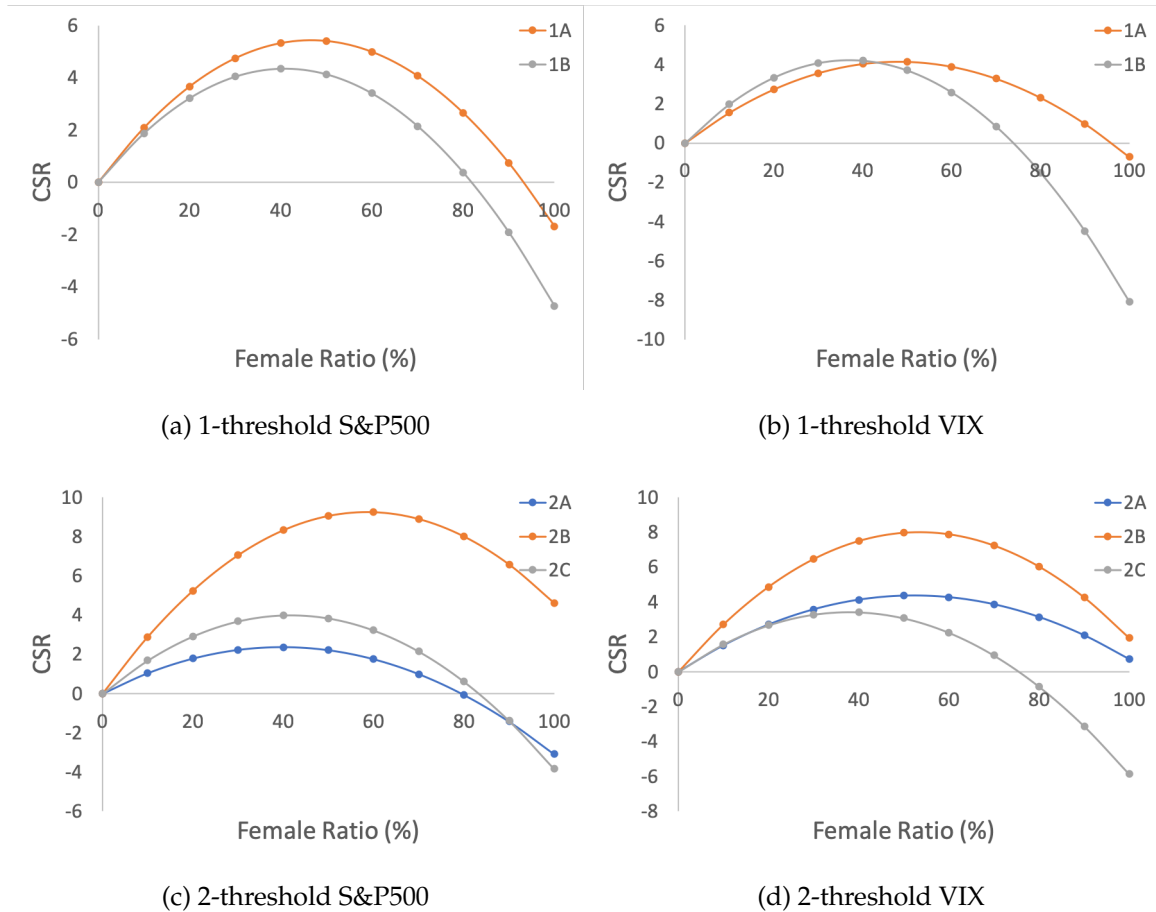 6
4
2
0
-2
-4
-6
CSR
0
20
40
60
80
100
Female Ratio (%)
1A
1B
(a) 1-threshold S&P500
6
4
2
0
-2
-4
-6
-8
-10
CSR
0
20
40
60
80
100
Female Ratio (%)
1A
1B
(b) 1-threshold VIX
10
8
6
4
2
0
-2
-4
-6
CSR
0
20
40
60
80
100
Female Ratio (%)
2A
2B
2C
(c) 2-threshold S&P500
10
8
6
4
2
0
-2
-4
-6
-8
CSR
0
20
40
60
80
100
Female Ratio (%)
2A
2B
2C
(d) 2-threshold VIX